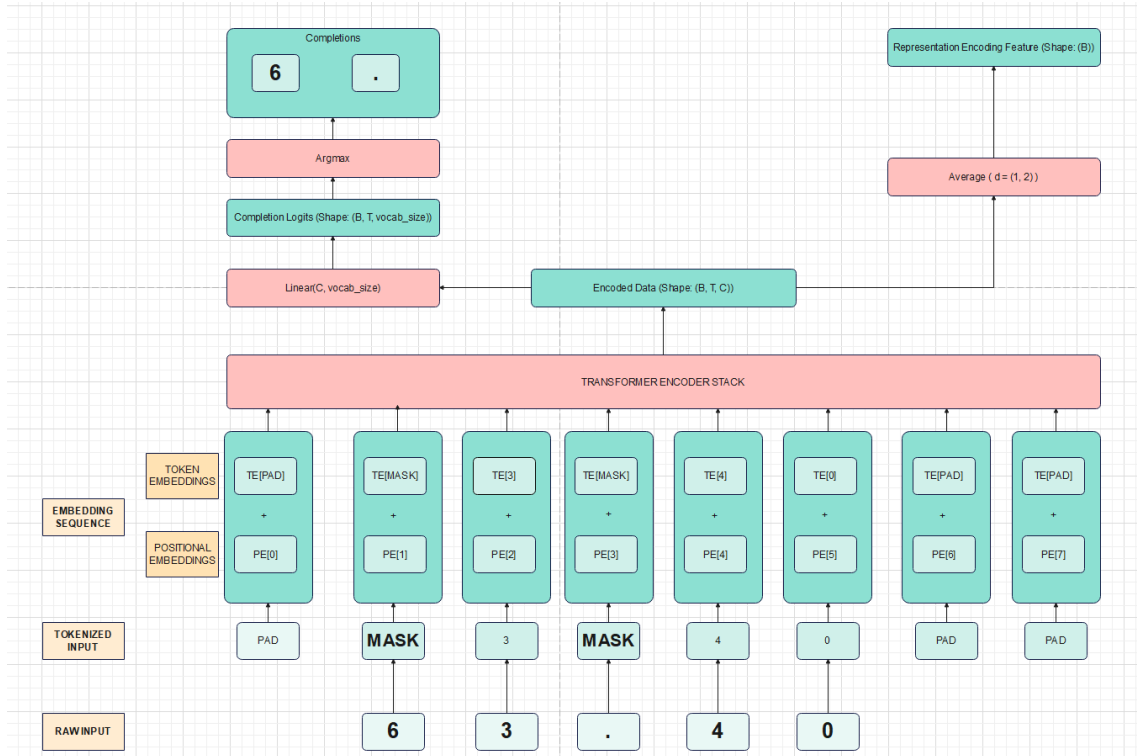 Completions
6 .
Representation Encoding Feature (Shape: (B))
Argmax
Average ( d = (1, 2) )
Completion Logits (Shape: (B, T, vocab_size))
Linear(C, vocab_size)
Encoded Data (Shape: (B, T, C))
TRANSFORMER ENCODER STACK
TOKEN
EMBEDDINGS
TE[PAD] TE[MASK] TE[3] TE[MASK] TE[4] TE[0] TE[PAD] TE[PAD]
EMBEDDING
SEQUENCE
+ + + + + + + +
POSITIONAL
EMBEDDINGS
PE[0] PE[1] PE[2] PE[3] PE[4] PE[5] PE[6] PE[7]
TOKENIZED
INPUT
PAD MASK 3 MASK 4 0 PAD PAD
RAW INPUT
6 3 . 4 0